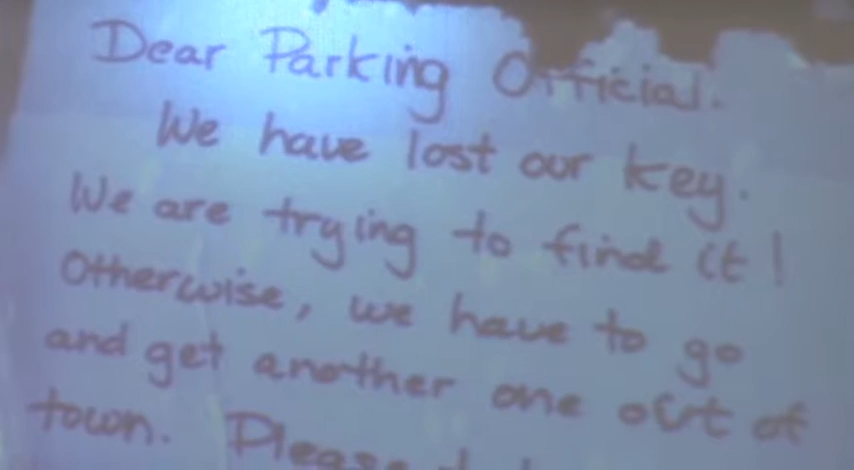 Dear Parking Official.
We have lost our key.
We are trying to find it!
Otherwise, we have to go
and get another one out of
town. Please